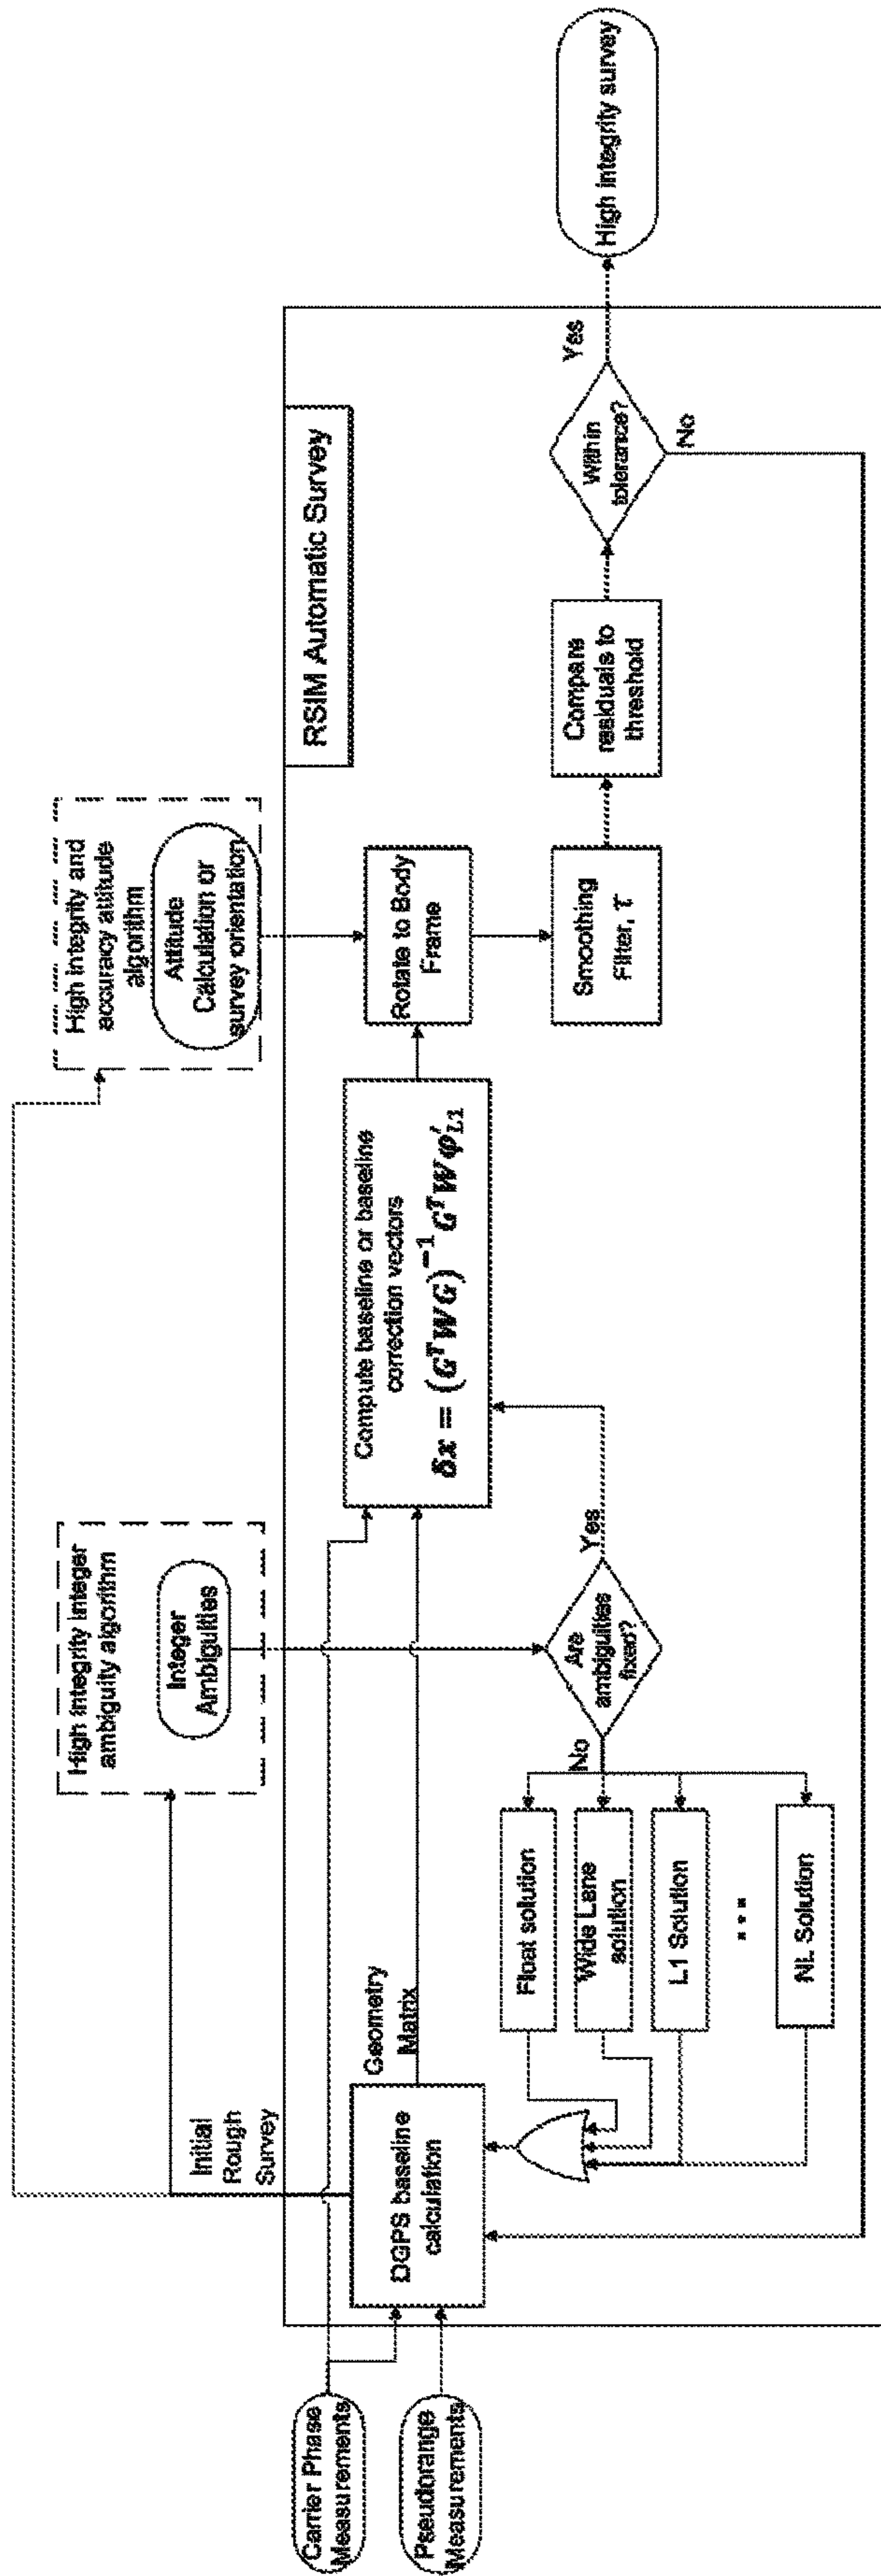 Carrier Phase
Measurements
Pseudorange
Measurements
Initial
Rough
Survey
DGPS baseline
calculation
Geometry
Matrix
High integrity integer
ambiguity algorithm
Integer
Ambiguities
Float solution
Wide Lane
solution
L1 Solution
NL Solution
No
Are
ambiguities
fixed?
Yes
Compute baseline or baseline
correction vectors
δx = (GᵀWG)⁻¹ GᵀWφ′L1
High integrity and
accuracy attitude
algorithm
Attitude
Calculation or
survey orientation
Rotate to Body
Frame
Smoothing
Filter, τ
Compare
residuals to
threshold
RSIM Automatic Survey
Within
tolerance?
Yes
No
High integrity survey